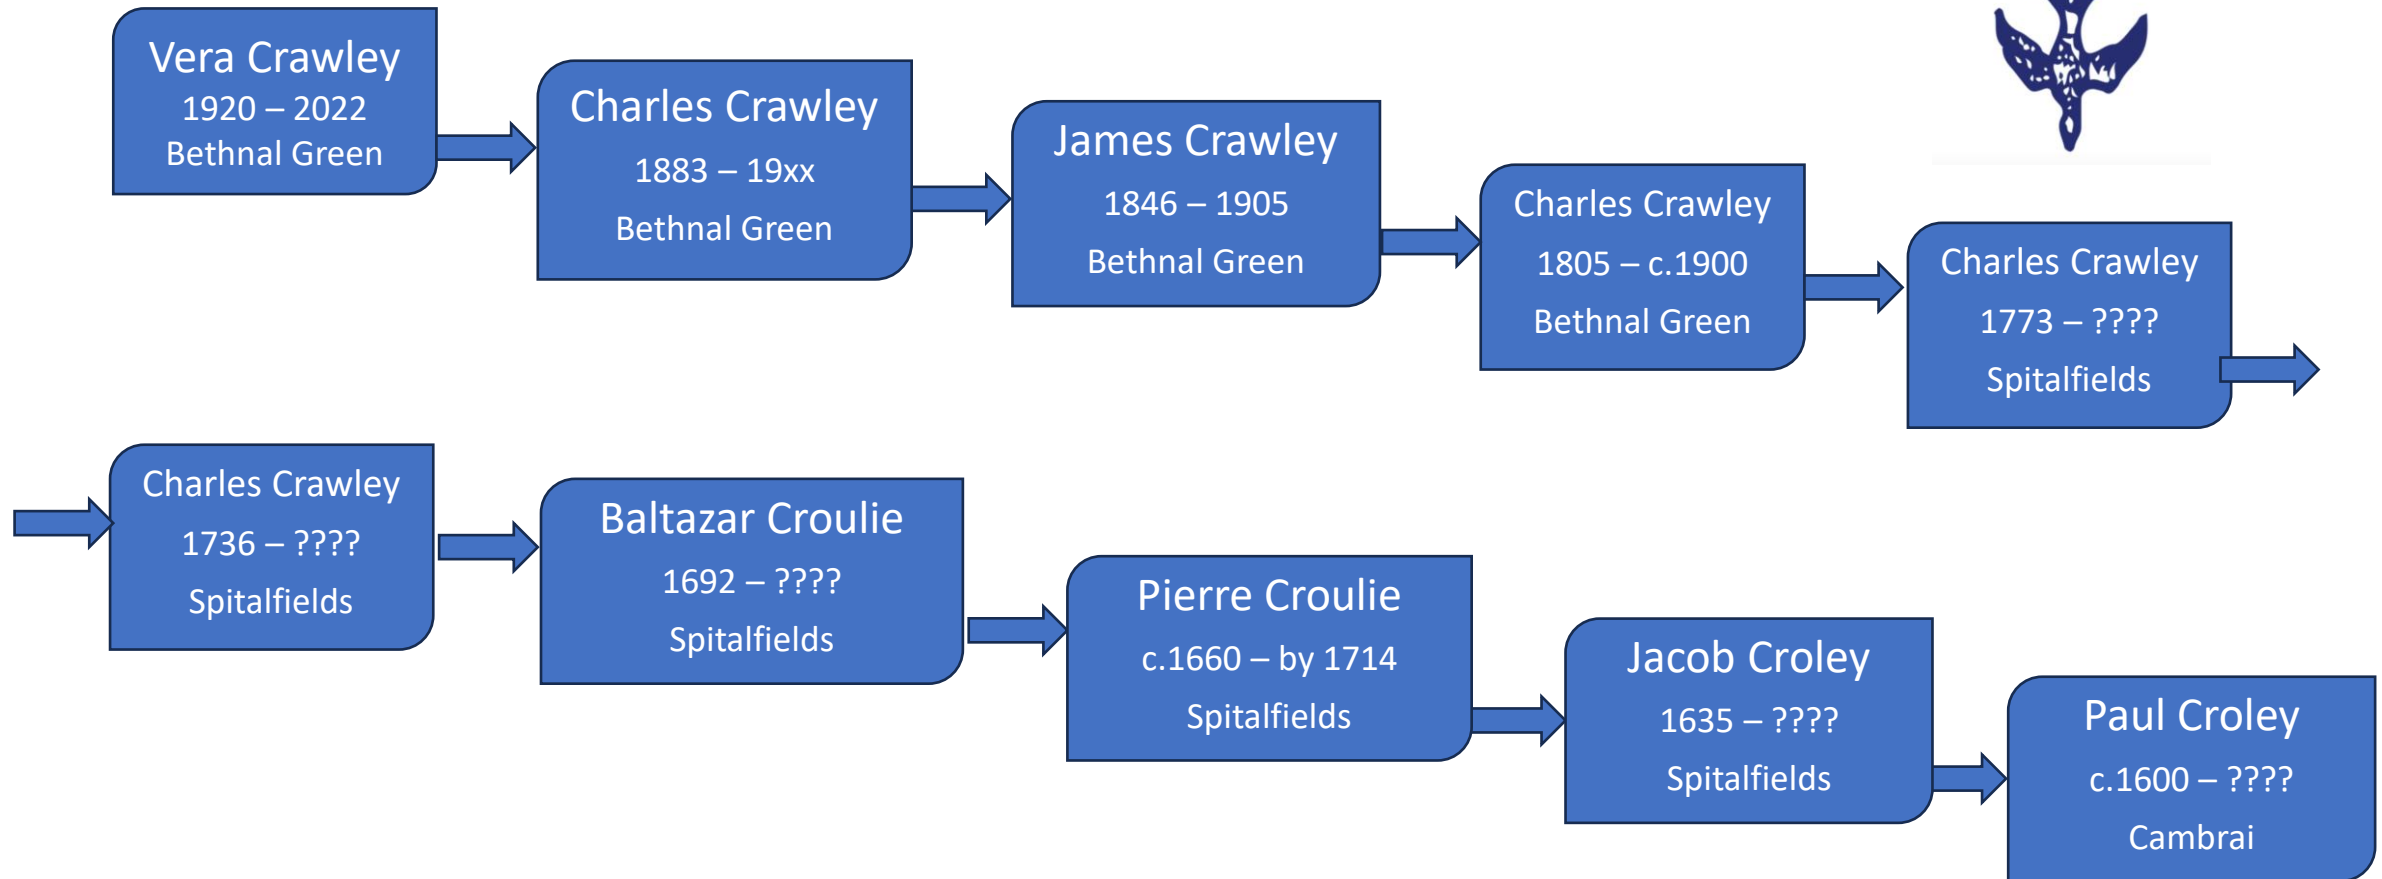 Vera Crawley
1920 – 2022
Bethnal Green
Charles Crawley
1883 – 19xx
Bethnal Green
James Crawley
1846 – 1905
Bethnal Green
Charles Crawley
1805 – c.1900
Bethnal Green
Charles Crawley
1773 – ????
Spitalfields
Charles Crawley
1736 – ????
Spitalfields
Baltazar Croulie
1692 – ????
Spitalfields
Pierre Croulie
c.1660 – by 1714
Spitalfields
Jacob Croley
1635 – ????
Spitalfields
Paul Croley
c.1600 – ????
Cambrai